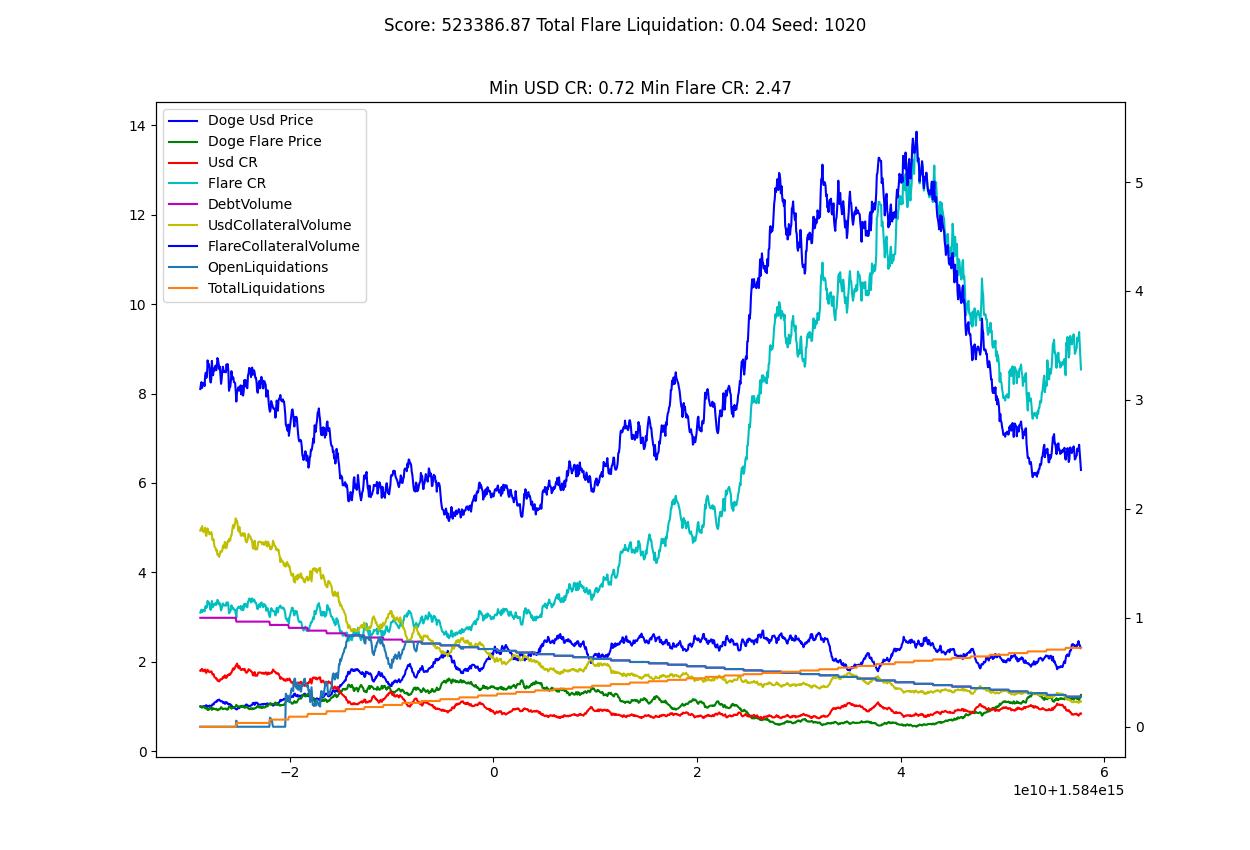 Score: 523386.87 Total Flare Liquidation: 0.04 Seed: 1020
Min USD CR: 0.72 Min Flare CR: 2.47
Doge Usd Price
Doge Flare Price
Usd CR
Flare CR
DebtVolume
UsdCollateralVolume
FlareCollateralVolume
OpenLiquidations
TotalLiquidations
14
12
10
8
6
4
2
0
5
4
3
2
1
0
−2
0
2
4
6
1e10+1.584e15